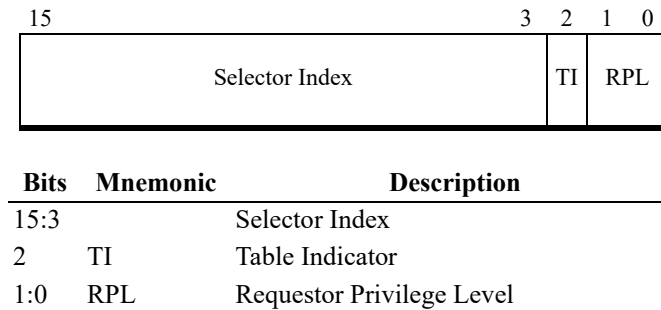 15 3 2 1 0
Selector Index TI RPL
Bits Mnemonic Description
15:3 Selector Index
2 TI Table Indicator
1:0 RPL Requestor Privilege Level